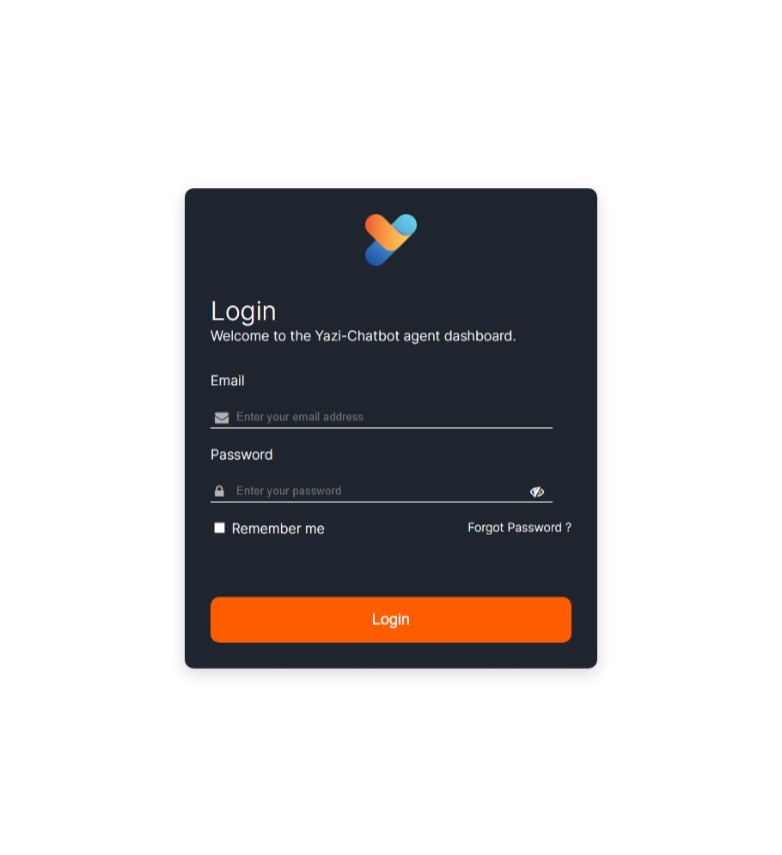 Login
Welcome to the Yazi-Chatbot agent dashboard.
Email
Enter your email address
Password
Enter your password
Remember me
Forgot Password ?
Login